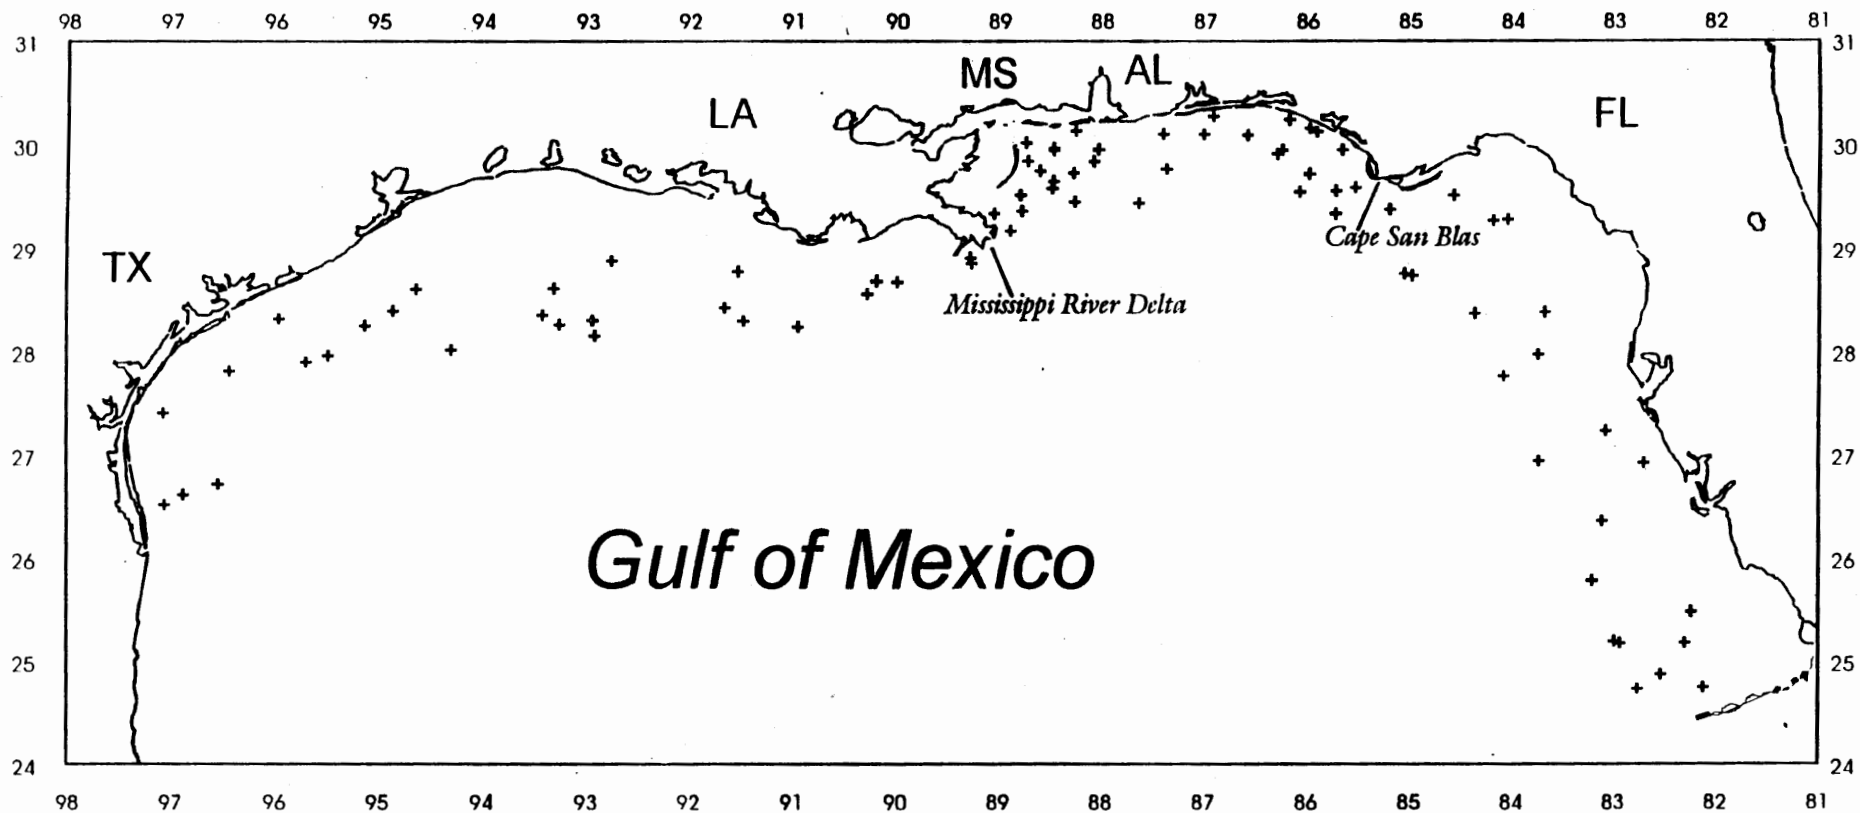 98 97 96 95 94 93 92 91 90 89 88 87 86 85 84 83 82 81
31 31
MS AL
LA FL
30 30
Cape San Blas
29 29
TX
Mississippi River Delta
28 28
27 27
Gulf of Mexico
26 26
25 25
24 24
98 97 96 95 94 93 92 91 90 89 88 87 86 85 84 83 82 81